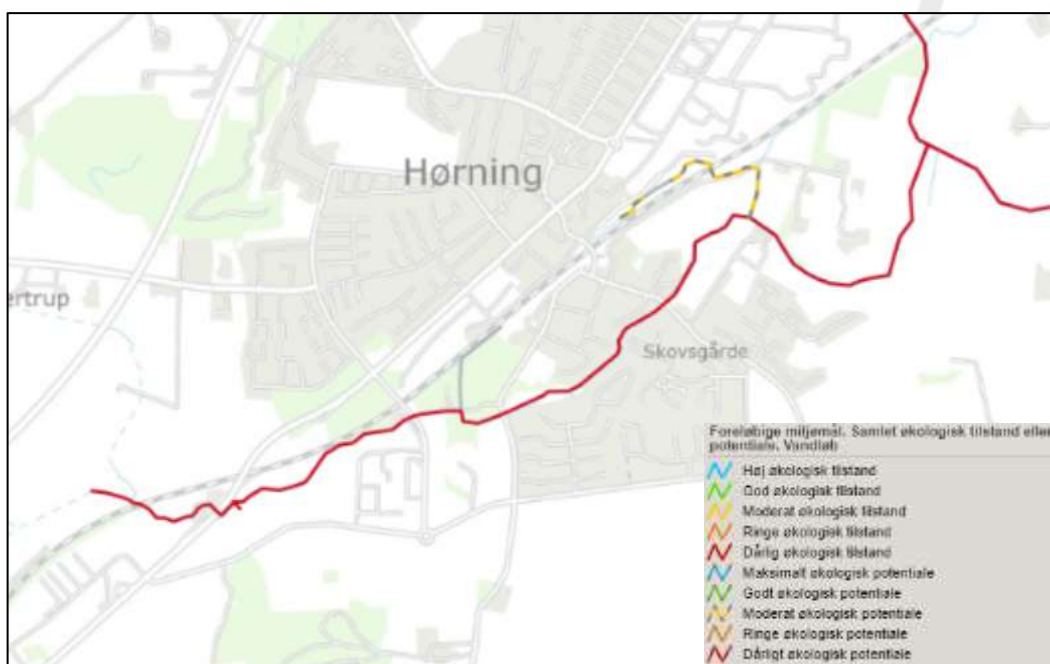 Hørning
ertrup
Skovsgårde
Foreløbige miljømål. Samlet økologisk tilstand eller
potentiale. Vandløb
Høj økologisk tilstand
God økologisk tilstand
Moderat økologisk tilstand
Ringe økologisk tilstand
Dårlig økologisk tilstand
Maksimalt økologisk potentiale
Godt økologisk potentiale
Moderat økologisk potentiale
Ringe økologisk potentiale
Dårligt økologisk potentiale